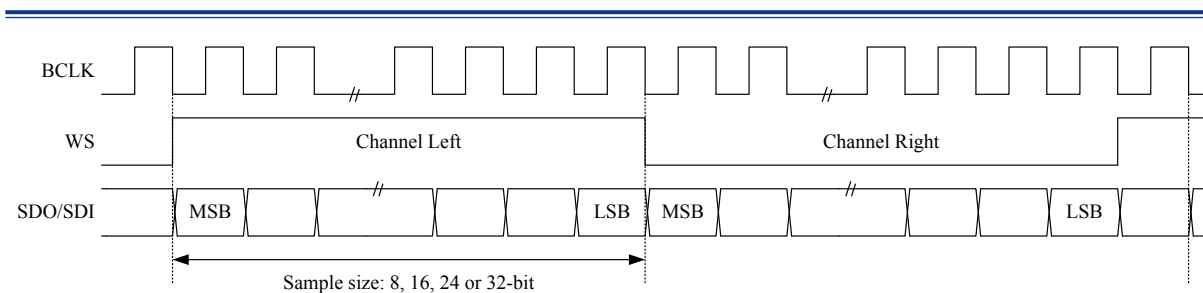 BCLK
WS
Channel Left
Channel Right
SDO/SDI
MSB
LSB
MSB
LSB
Sample size: 8, 16, 24 or 32-bit